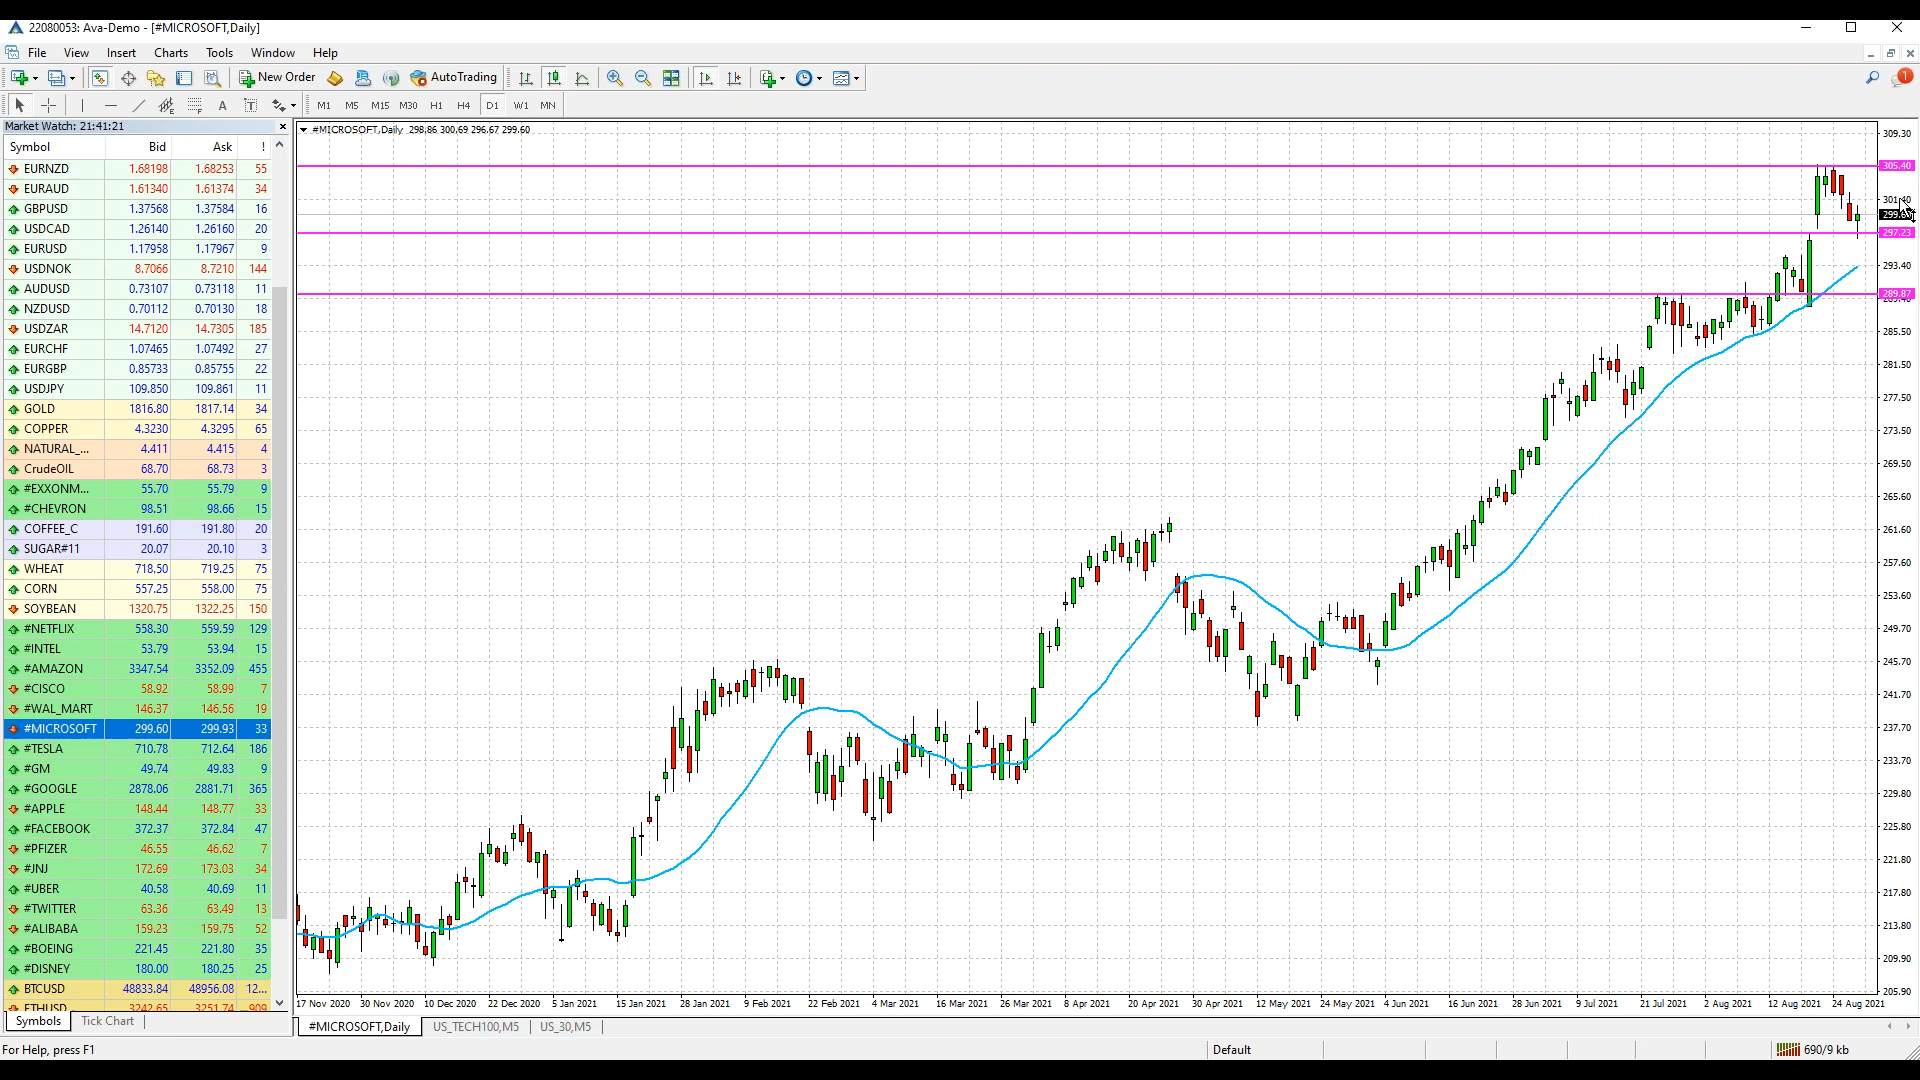 22080053: Ava-Demo - [#MICROSOFT,Daily]
File View Insert Charts Tools Window Help
New Order AutoTrading 1
A T M1 M5 M15 M30 H1 H4 D1 W1 MN
Market Watch: 21:41:21
Symbol Bid Ask !
EURNZD 1.68198 1.68253 55
EURAUD 1.61340 1.61374 34
GBPUSD 1.37568 1.37584 16
USDCAD 1.26140 1.26160 20
EURUSD 1.17958 1.17967 9
USDNOK 8.7066 8.7210 144
AUDUSD 0.73107 0.73118 11
NZDUSD 0.70112 0.70130 18
USDZAR 14.7120 14.7305 185
EURCHF 1.07465 1.07492 27
EURGBP 0.85733 0.85755 22
USDJPY 109.850 109.861 11
GOLD 1816.80 1817.14 34
COPPER 4.3230 4.3295 65
NATURAL_... 4.411 4.415 4
CrudeOIL 68.70 68.73 3
#EXXONM... 55.70 55.79 9
#CHEVRON 98.51 98.66 15
COFFEE_C 191.60 191.80 20
SUGAR#11 20.07 20.10 3
WHEAT 718.50 719.25 75
CORN 557.25 558.00 75
SOYBEAN 1320.75 1322.25 150
#NETFLIX 558.30 559.59 129
#INTEL 53.79 53.94 15
#AMAZON 3347.54 3352.09 455
#CISCO 58.92 58.99 7
#WAL_MART 146.37 146.56 19
#MICROSOFT 299.60 299.93 33
#TESLA 710.78 712.64 186
#GM 49.74 49.83 9
#GOOGLE 2878.06 2881.71 365
#APPLE 148.44 148.77 33
#FACEBOOK 372.37 372.84 47
#PFIZER 46.55 46.62 7
#JNJ 172.69 173.03 34
#UBER 40.58 40.69 11
#TWITTER 63.36 63.49 13
#ALIBABA 159.23 159.75 52
#BOEING 221.45 221.80 35
#DISNEY 180.00 180.25 25
BTCUSD 48833.84 48956.08 12...
ETHUSD 3242.65 3251.74 909
Symbols Tick Chart
#MICROSOFT,Daily 298.86 300.69 296.67 299.60
309.30
305.40
297.23
293.40
289.87
285.50
281.50
277.50
273.50
269.50
265.60
261.60
257.60
253.60
249.70
245.70
241.70
237.70
233.70
229.80
225.80
221.80
217.80
213.80
209.90
205.90
17 Nov 2020 30 Nov 2020 10 Dec 2020 22 Dec 2020 5 Jan 2021 15 Jan 2021 28 Jan 2021 9 Feb 2021 22 Feb 2021 4 Mar 2021 16 Mar 2021 26 Mar 2021 8 Apr 2021 20 Apr 2021 30 Apr 2021 12 May 2021 24 May 2021 4 Jun 2021 16 Jun 2021 28 Jun 2021 9 Jul 2021 21 Jul 2021 2 Aug 2021 12 Aug 2021 24 Aug 2021
#MICROSOFT,Daily US_TECH100,M5 US_30,M5
For Help, press F1 Default 690/9 kb